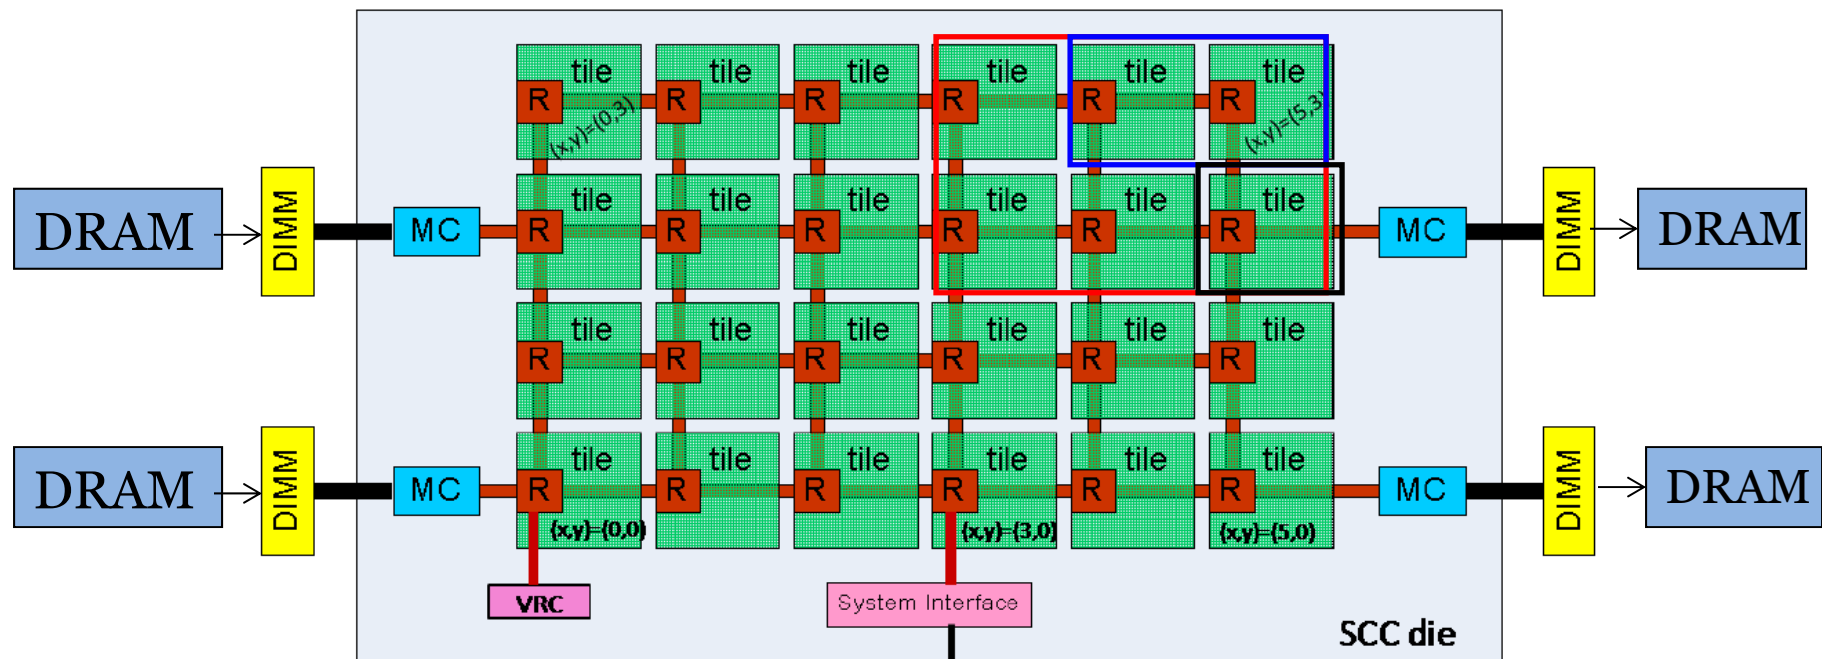 tile tile tile tile tile tile
R R R R R R
(x,y)=(0,3) (x,y)=(5,3)
tile tile tile tile tile tile
DRAM DIMM MC R R R R R R MC DIMM DRAM
tile tile tile tile tile tile
R R R R R R
tile tile tile tile tile tile
DRAM DIMM MC R R R R R R MC DIMM DRAM
(x,y)=(0,0) (x,y)=(3,0) (x,y)=(5,0)
VRC System Interface
SCC die